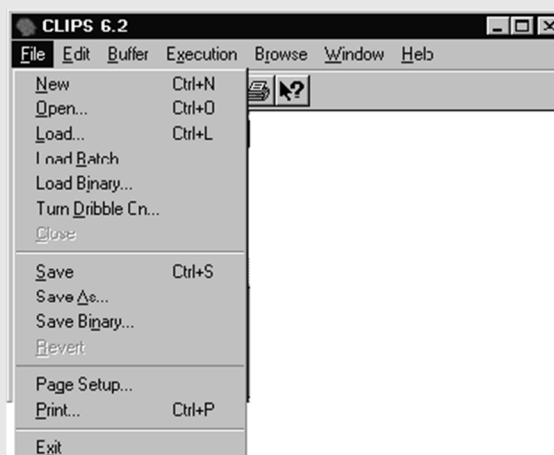 CLIPS 6.2
File Edit Buffer Execution Browse Window Help
New Ctrl+N
Open... Ctrl+O
Load... Ctrl+L
Load Batch
Load Binary...
Turn Dribble On...
Close
Save Ctrl+S
Save As...
Save Binary...
Revert
Page Setup...
Print... Ctrl+P
Exit